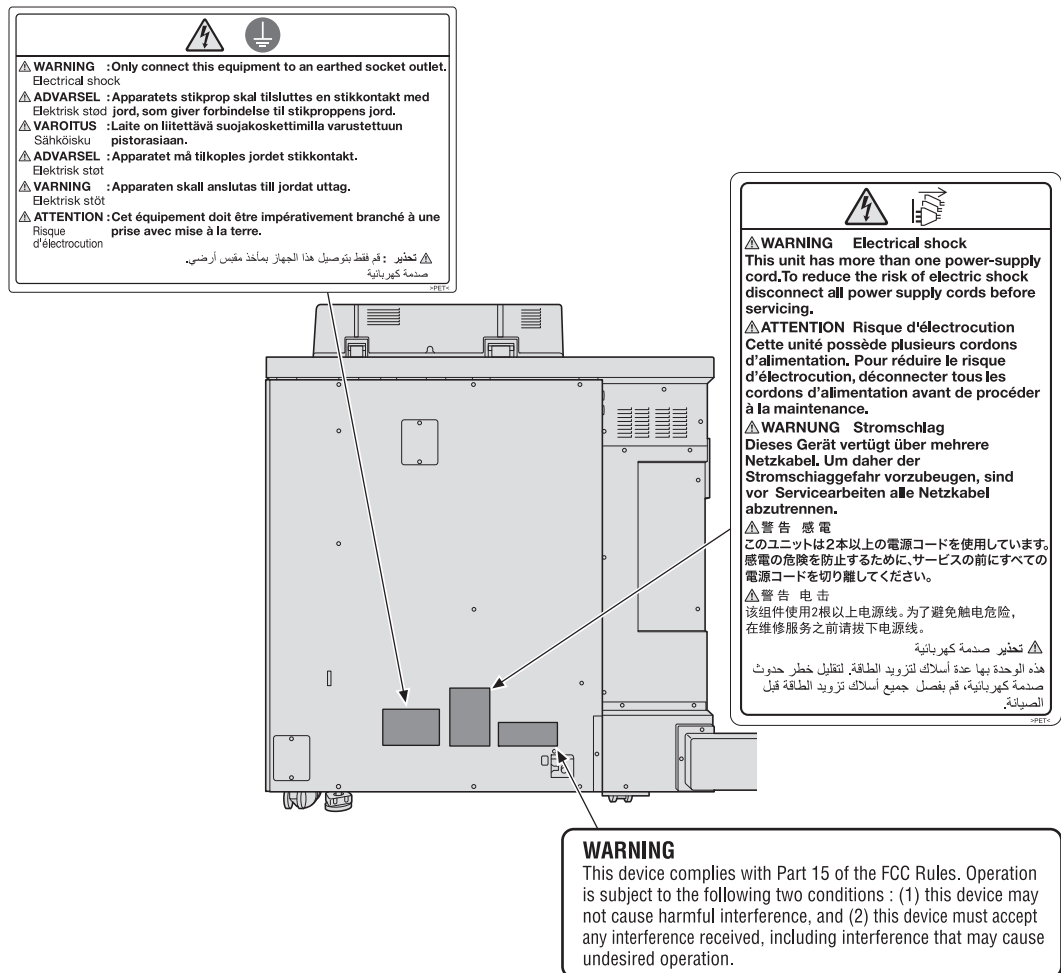 ⚠ WARNING :Only connect this equipment to an earthed socket outlet.
Electrical shock
⚠ ADVARSEL :Apparatets stikprop skal tilsluttes en stikkontakt med
Elektrisk stød jord, som giver forbindelse til stikproppens jord.
⚠ VAROITUS :Laite on liitettävä suojakoskettimilla varustettuun
Sähköisku pistorasiaan.
⚠ ADVARSEL :Apparatet må tilkoples jordet stikkontakt.
Elektrisk støt
⚠ VARNING :Apparaten skall anslutas till jordat uttag.
Elektrisk stöt
⚠ ATTENTION :Cet équipement doit être impérativement branché à une
Risque prise avec mise à la terre.
d'électrocution
⚠ تحذير : قم فقط بتوصيل هذا الجهاز بمأخذ مقبس أرضي.
صدمة كهربائية
>PET<
⚠ WARNING Electrical shock
This unit has more than one power-supply
cord.To reduce the risk of electric shock
disconnect all power supply cords before
servicing.
⚠ ATTENTION Risque d'électrocution
Cette unité possède plusieurs cordons
d'alimentation. Pour réduire le risque
d'électrocution, déconnecter tous les
cordons d'alimentation avant de procéder
à la maintenance.
⚠ WARNUNG Stromschlag
Dieses Gerät vertügt über mehrere
Netzkabel. Um daher der
Stromschiaggefahr vorzubeugen, sind
vor Servicearbeiten alle Netzkabel
abzutrennen.
⚠ 警告 感電
このユニットは2本以上の電源コードを使用しています。
感電の危険を防止するために、サービスの前にすべての
電源コードを切り離してください。
⚠ 警告 电击
该组件使用2根以上电源线。为了避免触电危险，
在维修服务之前请拔下电源线。
⚠ تحذير صدمة كهربائية
هذه الوحدة بها عدة أسلاك لتزويد الطاقة. لتقليل خطر حدوث
صدمة كهربائية، قم بفصل جميع أسلاك تزويد الطاقة قبل
الصيانة.
>PET<
WARNING
This device complies with Part 15 of the FCC Rules. Operation
is subject to the following two conditions : (1) this device may
not cause harmful interference, and (2) this device must accept
any interference received, including interference that may cause
undesired operation.